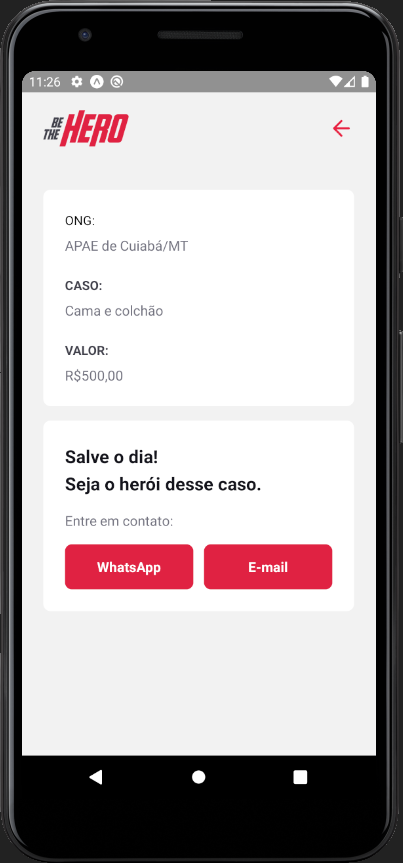 11:26
BE
THE HERO
ONG:
APAE de Cuiabá/MT
CASO:
Cama e colchão
VALOR:
R$500,00
Salve o dia!
Seja o herói desse caso.
Entre em contato:
WhatsApp
E-mail